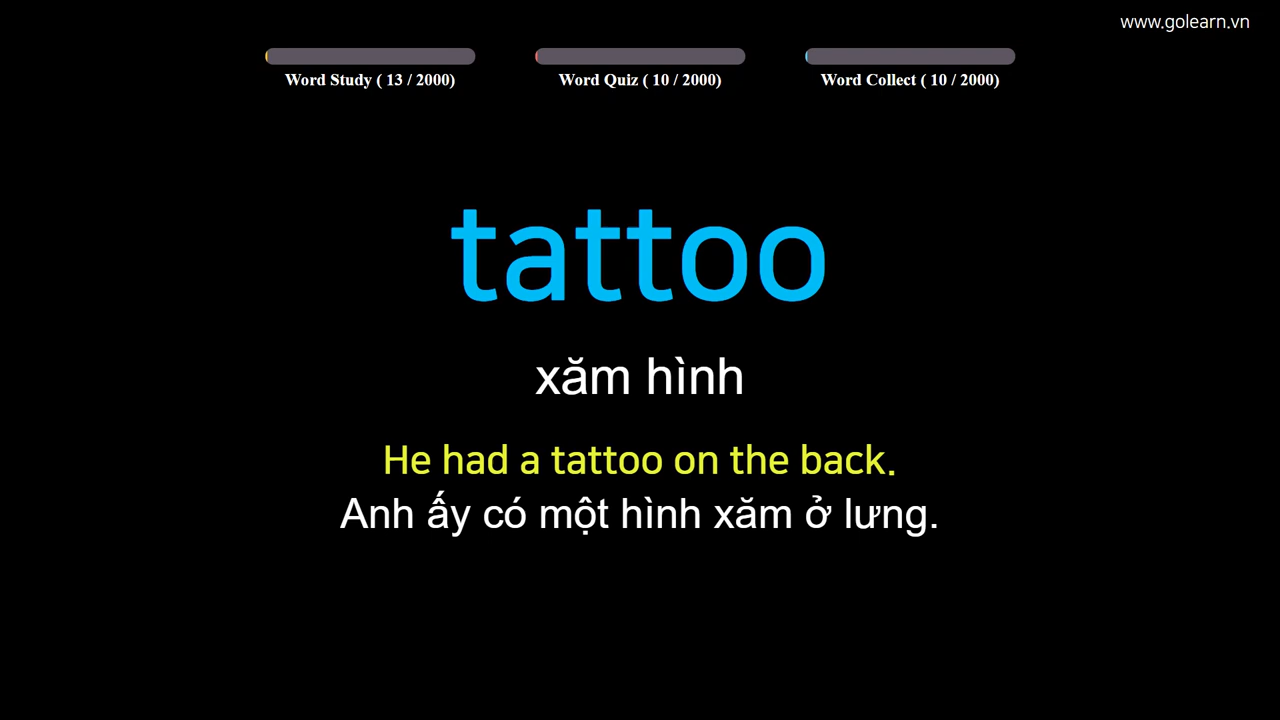 www.golearn.vn
Word Study ( 13 / 2000)
Word Quiz ( 10 / 2000)
Word Collect ( 10 / 2000)
tattoo
xăm hình
He had a tattoo on the back.
Anh ấy có một hình xăm ở lưng.